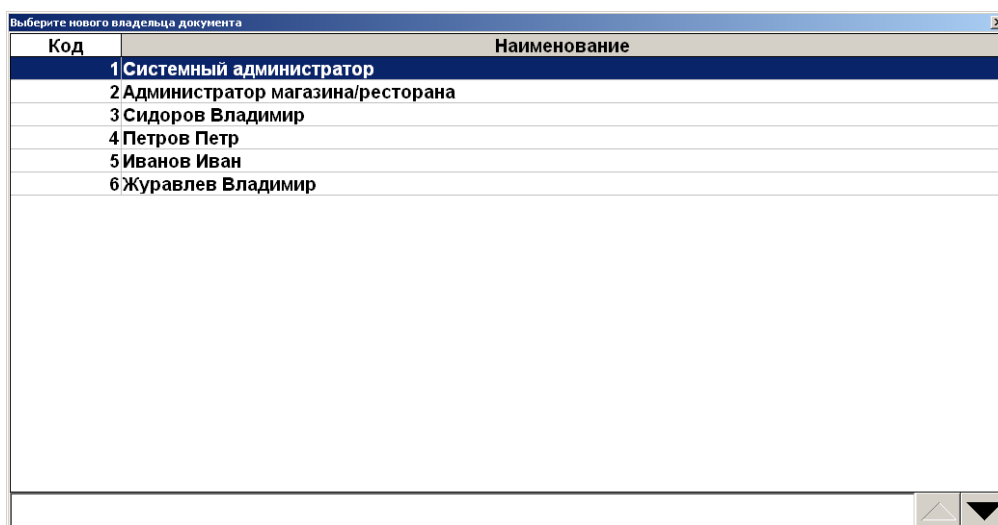 Выберите нового владельца документа
Код Наименование
1 Системный администратор
2 Администратор магазина/ресторана
3 Сидоров Владимир
4 Петров Петр
5 Иванов Иван
6 Журавлев Владимир